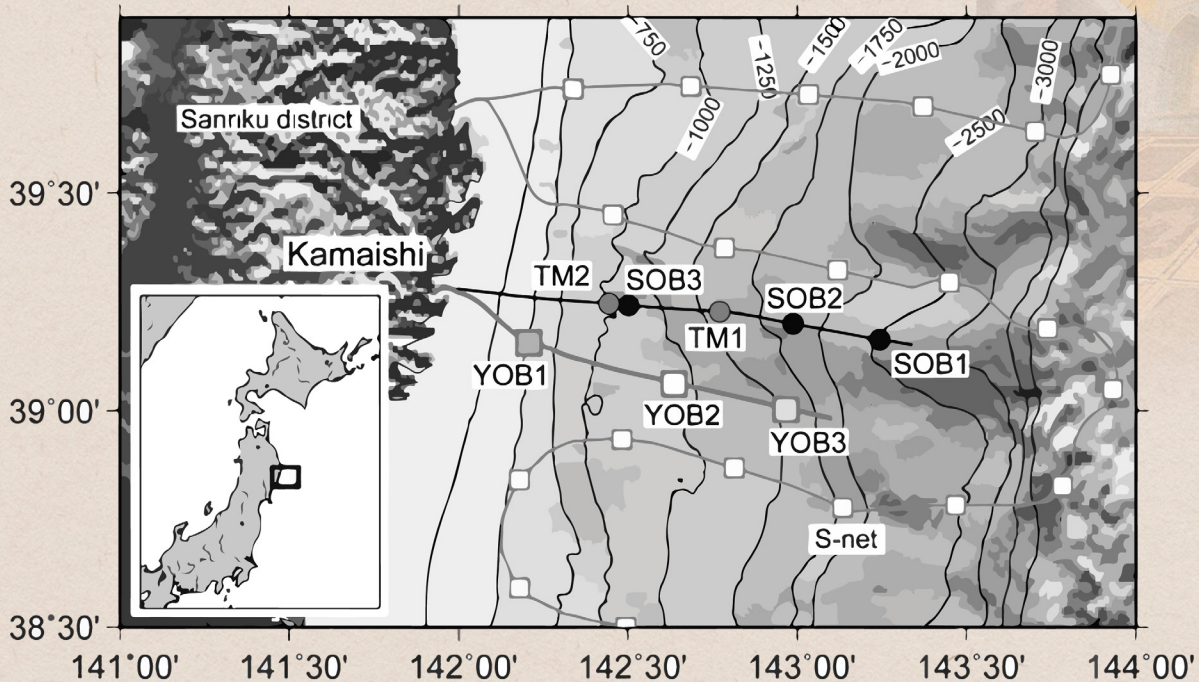 -750
-1250
-1500
-1750
-2000
-3000
-1000
-2500
Sanrıku dıstrıct
39°30'
Kamaishi
TM2
SOB3
SOB2
TM1
SOB1
YOB1
39°00'
YOB2
YOB3
S-net
38°30'
141°00'
141°30'
142°00'
142°30'
143°00'
143°30'
144°00'